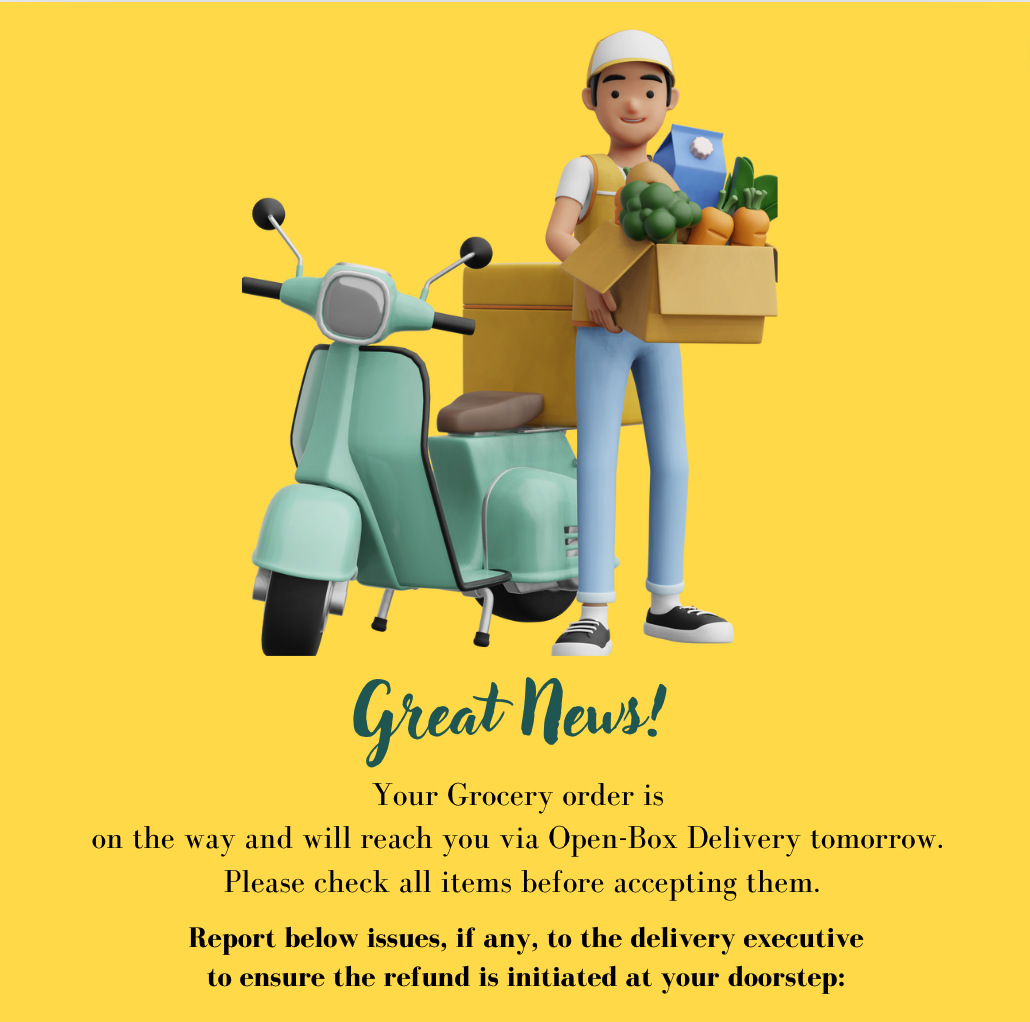 Great News!
Your Grocery order is
on the way and will reach you via Open-Box Delivery tomorrow.
Please check all items before accepting them.
Report below issues, if any, to the delivery executive
to ensure the refund is initiated at your doorstep: